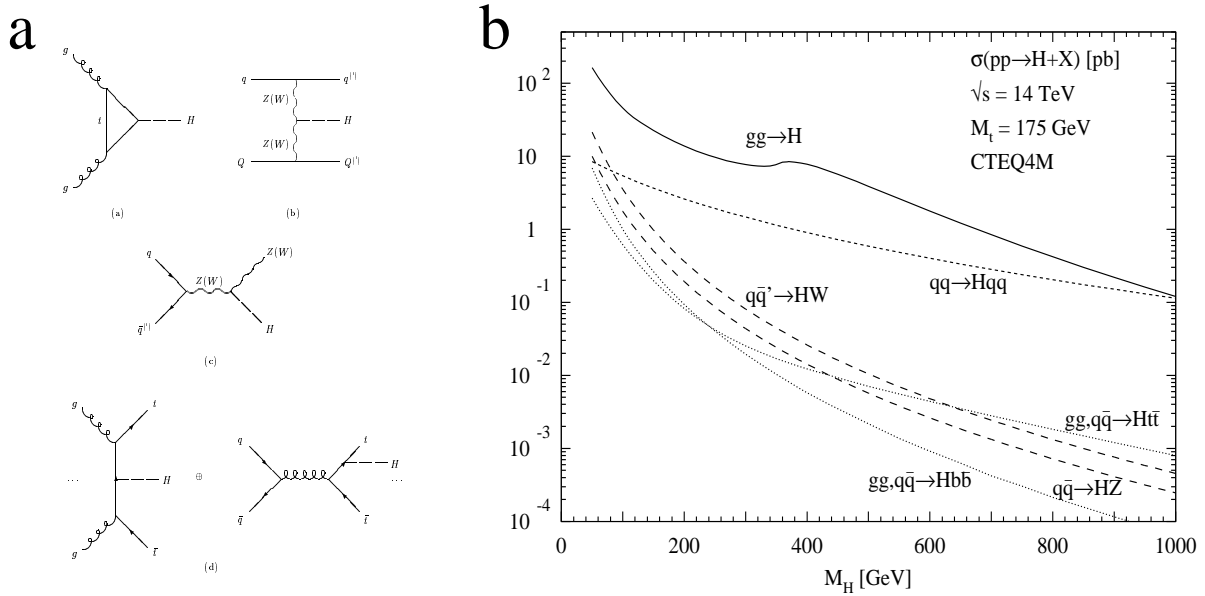 a
g
t
H
g
(a)
q
q(')
Z(W)
H
Z(W)
Q
Q(')
(b)
q
Z(W)
Z(W)
q̄(')
H
(c)
g
t
...
H
⊕
g
t̄
q
t
H
...
q̄
t̄
(d)
b
σ(pp→H+X) [pb]
√s = 14 TeV
M_t = 175 GeV
CTEQ4M
gg→H
qq→Hqq
qq̄'→HW
gg,qq̄→Htt̄
gg,qq̄→Hbb̄
qq̄→HZ
10^2
10
1
10^-1
10^-2
10^-3
10^-4
0
200
400
600
800
1000
M_H [GeV]